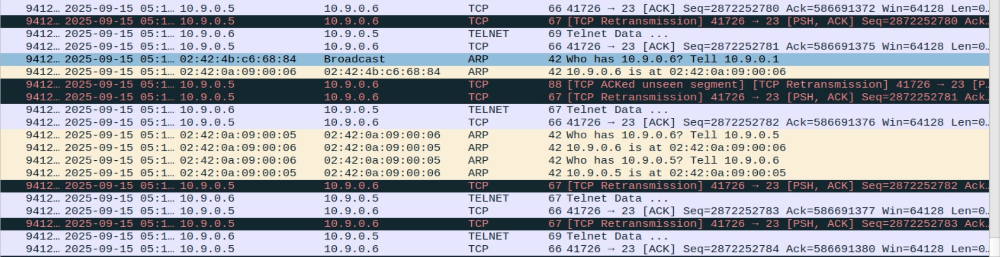 9412… 2025-09-15 05:1… 10.9.0.5 10.9.0.6 TCP 66 41726 → 23 [ACK] Seq=2872252780 Ack=586691372 Win=64128 Len=0…
9412… 2025-09-15 05:1… 10.9.0.5 10.9.0.6 TCP 67 [TCP Retransmission] 41726 → 23 [PSH, ACK] Seq=2872252780 Ack…
9412… 2025-09-15 05:1… 10.9.0.6 10.9.0.5 TELNET 69 Telnet Data ...
9412… 2025-09-15 05:1… 10.9.0.5 10.9.0.6 TCP 66 41726 → 23 [ACK] Seq=2872252781 Ack=586691375 Win=64128 Len=0…
9412… 2025-09-15 05:1… 02:42:4b:c6:68:84 Broadcast ARP 42 Who has 10.9.0.6? Tell 10.9.0.1
9412… 2025-09-15 05:1… 02:42:0a:09:00:06 02:42:4b:c6:68:84 ARP 42 10.9.0.6 is at 02:42:0a:09:00:06
9412… 2025-09-15 05:1… 10.9.0.5 10.9.0.6 TCP 88 [TCP ACKed unseen segment] [TCP Retransmission] 41726 → 23 [P…
9412… 2025-09-15 05:1… 10.9.0.5 10.9.0.6 TCP 67 [TCP Retransmission] 41726 → 23 [PSH, ACK] Seq=2872252781 Ack…
9412… 2025-09-15 05:1… 10.9.0.6 10.9.0.5 TELNET 67 Telnet Data ...
9412… 2025-09-15 05:1… 10.9.0.5 10.9.0.6 TCP 66 41726 → 23 [ACK] Seq=2872252782 Ack=586691376 Win=64128 Len=0…
9412… 2025-09-15 05:1… 02:42:0a:09:00:05 02:42:0a:09:00:06 ARP 42 Who has 10.9.0.6? Tell 10.9.0.5
9412… 2025-09-15 05:1… 02:42:0a:09:00:06 02:42:0a:09:00:05 ARP 42 10.9.0.6 is at 02:42:0a:09:00:06
9412… 2025-09-15 05:1… 02:42:0a:09:00:06 02:42:0a:09:00:05 ARP 42 Who has 10.9.0.5? Tell 10.9.0.6
9412… 2025-09-15 05:1… 02:42:0a:09:00:05 02:42:0a:09:00:06 ARP 42 10.9.0.5 is at 02:42:0a:09:00:05
9412… 2025-09-15 05:1… 10.9.0.5 10.9.0.6 TCP 67 [TCP Retransmission] 41726 → 23 [PSH, ACK] Seq=2872252782 Ack…
9412… 2025-09-15 05:1… 10.9.0.6 10.9.0.5 TELNET 67 Telnet Data ...
9412… 2025-09-15 05:1… 10.9.0.5 10.9.0.6 TCP 66 41726 → 23 [ACK] Seq=2872252783 Ack=586691377 Win=64128 Len=0…
9412… 2025-09-15 05:1… 10.9.0.5 10.9.0.6 TCP 67 [TCP Retransmission] 41726 → 23 [PSH, ACK] Seq=2872252783 Ack…
9412… 2025-09-15 05:1… 10.9.0.6 10.9.0.5 TELNET 69 Telnet Data ...
9412… 2025-09-15 05:1… 10.9.0.5 10.9.0.6 TCP 66 41726 → 23 [ACK] Seq=2872252784 Ack=586691380 Win=64128 Len=0…